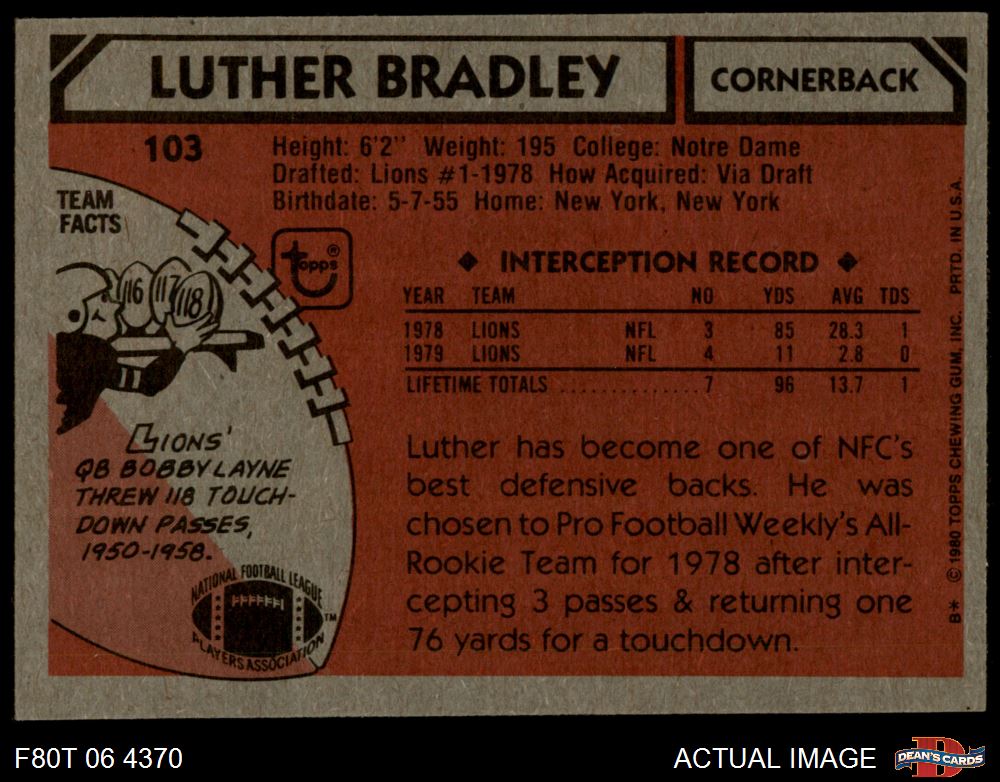 LUTHER BRADLEY
CORNERBACK
103
Height: 6'2" Weight: 195 College: Notre Dame
Drafted: Lions #1-1978 How Acquired: Via Draft
Birthdate: 5-7-55 Home: New York, New York
TEAM
FACTS
116 117 118
topps®
◆ INTERCEPTION RECORD ◆
YEAR TEAM NO YDS AVG TDS
1978 LIONS NFL 3 85 28.3 1
1979 LIONS NFL 4 11 2.8 0
LIFETIME TOTALS ................ 7 96 13.7 1
LIONS'
QB BOBBY LAYNE
THREW 118 TOUCH-
DOWN PASSES,
1950-1958.
NATIONAL FOOTBALL LEAGUE
PLAYERS ASSOCIATION
TM
Luther has become one of NFC's
best defensive backs. He was
chosen to Pro Football Weekly's All-
Rookie Team for 1978 after inter-
cepting 3 passes & returning one
76 yards for a touchdown.
B* © 1980 TOPPS CHEWING GUM, INC. PRTD. IN U.S.A.
F80T 06 4370
ACTUAL IMAGE
D
DEAN'S CARDS